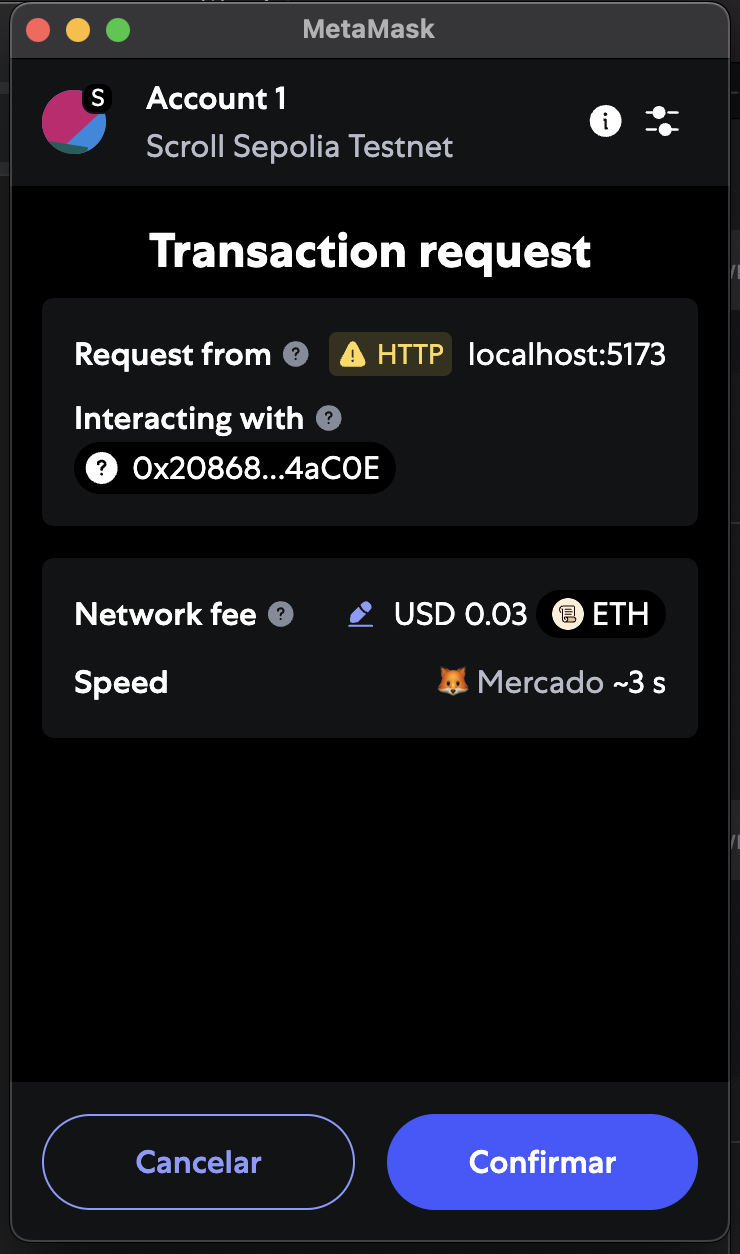 MetaMask
S
Account 1
Scroll Sepolia Testnet
Transaction request
Request from ? HTTP localhost:5173
Interacting with ?
? 0x20868...4aC0E
Network fee ? USD 0.03 ETH
Speed Mercado ~3 s
Cancelar Confirmar